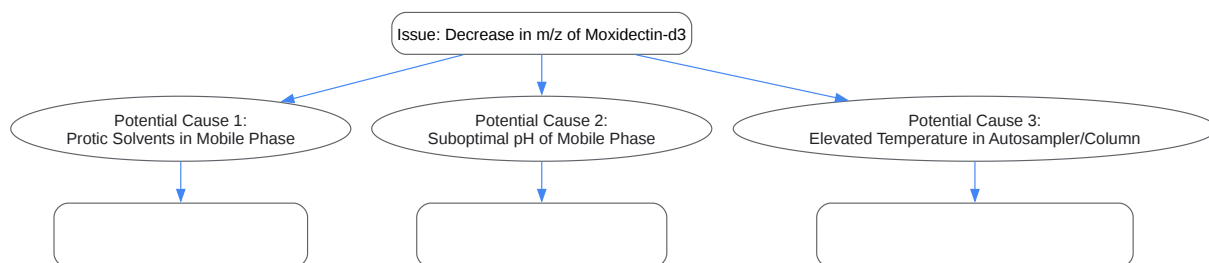 Issue: Decrease in m/z of Moxidectin-d3
Potential Cause 1:
Protic Solvents in Mobile Phase
Potential Cause 2:
Suboptimal pH of Mobile Phase
Potential Cause 3:
Elevated Temperature in Autosampler/Column